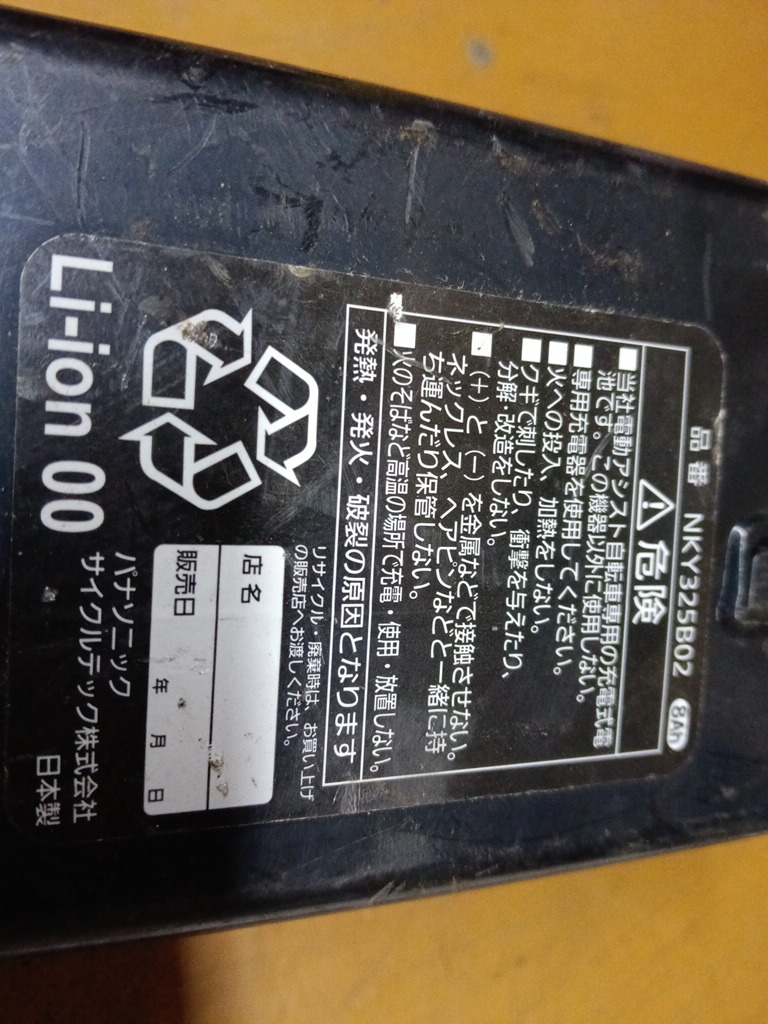 品番 NKY325B02 8Ah
危険
■当社電動アシスト自転車専用の充電式電
池です。この機器以外に使用しない。
■専用充電器を使用してください。
■火への投入、加熱をしない。
■クギで刺したり、衝撃を与えたり、
分解・改造をしない。
■(+)と(−)を金属などで接触させない。
ネックレス、ヘアピンなどと一緒に持
ち運んだり保管しない。
■火のそばなど高温の場所で充電・使用・放置しない。
発熱・発火・破裂の原因となります
リサイクル・廃棄時は、お買い上げ
の販売店へお渡しください。
店名
販売日 年 月 日
Li-ion 00
パナソニック
サイクルテック株式会社
日本製